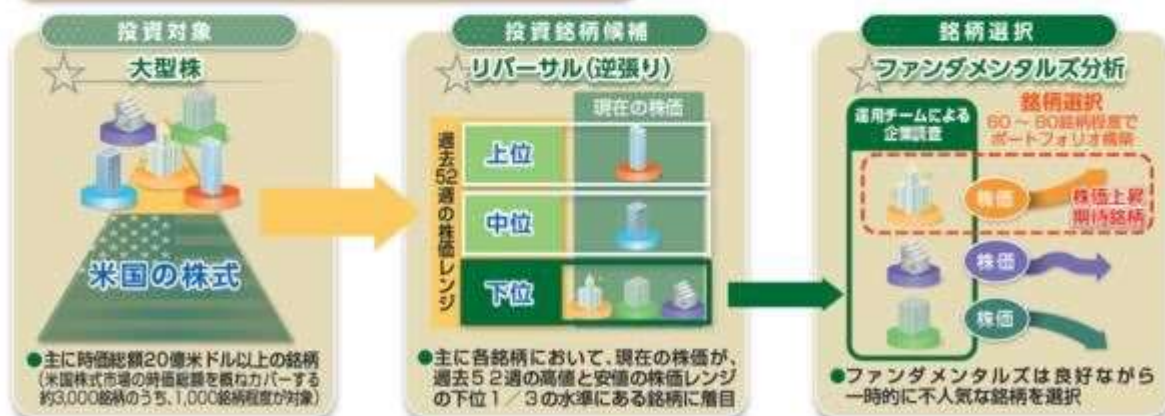 投資対象
大型株
米国の株式
●主に時価総額20億米ドル以上の銘柄
(米国株式市場の時価総額を概ねカバーする
約3,000銘柄のうち、1,000銘柄程度が対象)
投資銘柄候補
リバーサル(逆張り)
現在の株価
過去52週の株価レンジ
上位
中位
下位
●主に各銘柄において、現在の株価が、
過去52週の高値と安値の株価レンジ
の下位1/3の水準にある銘柄に着目
銘柄選択
ファンダメンタルズ分析
運用チームによる
企業調査
銘柄選択
60~80銘柄程度で
ポートフォリオ構築
株価
株価上昇
期待銘柄
株価
株価
●ファンダメンタルズは良好ながら
一時的に不人気な銘柄を選択